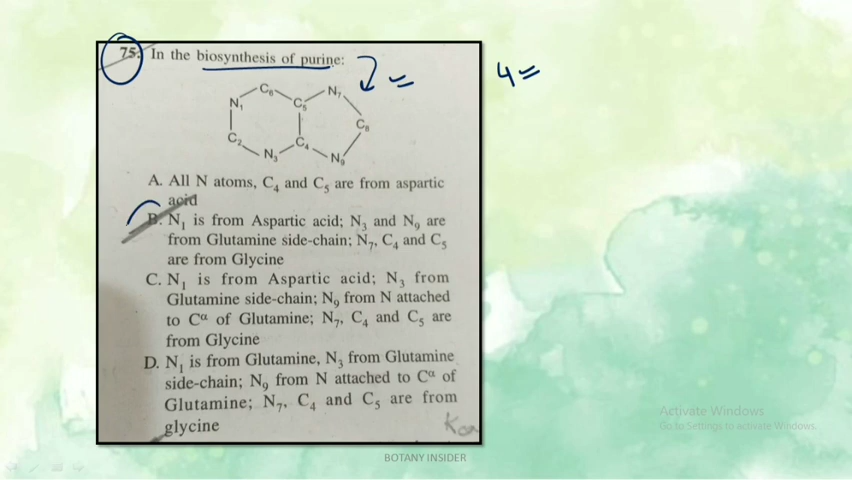 75. In the biosynthesis of purine:
4=
C₆
N₇
N₁
C₅
C₈
C₂
C₄
N₃
N₉
A. All N atoms, C₄ and C₅ are from aspartic
acid
B. N₁ is from Aspartic acid; N₃ and N₉ are
from Glutamine side-chain; N₇, C₄ and C₅
are from Glycine
C. N₁ is from Aspartic acid; N₃ from
Glutamine side-chain; N₉ from N attached
to Cᵅ of Glutamine; N₇, C₄ and C₅ are
from Glycine
D. N₁ is from Glutamine, N₃ from Glutamine
side-chain; N₉ from N attached to Cᵅ of
Glutamine; N₇, C₄ and C₅ are from
glycine
Activate Windows
Go to Settings to activate Windows.
BOTANY INSIDER